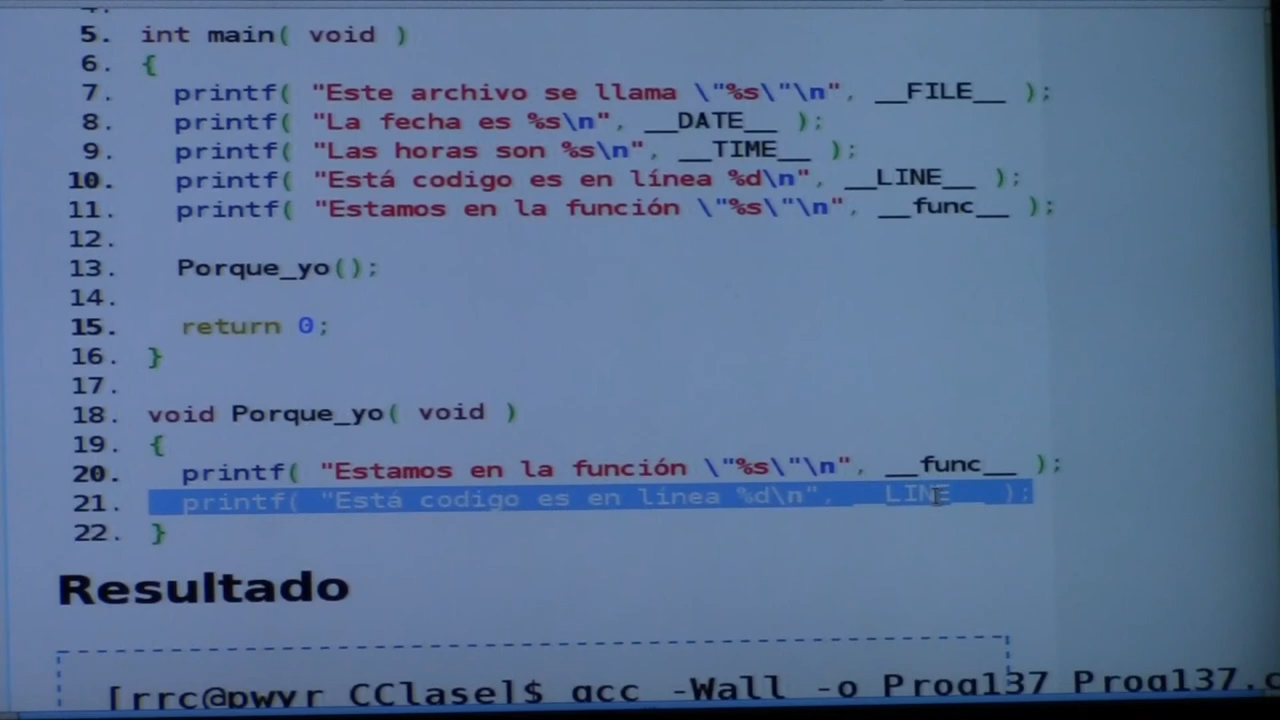 5. int main( void )
6. {
7. printf( "Este archivo se llama \"%s\"\n", __FILE__ );
8. printf( "La fecha es %s\n", __DATE__ );
9. printf( "Las horas son %s\n", __TIME__ );
10. printf( "Está codigo es en línea %d\n", __LINE__ );
11. printf( "Estamos en la función \"%s\"\n", __func__ );
12.
13. Porque_yo();
14.
15. return 0;
16. }
17.
18. void Porque_yo( void )
19. {
20. printf( "Estamos en la función \"%s\"\n", __func__ );
21. printf( "Está codigo es en línea %d\n", __LINE__ );
22. }
Resultado
[rrc@pwyr CClase]$ gcc -Wall -o Prog137 Prog137.c